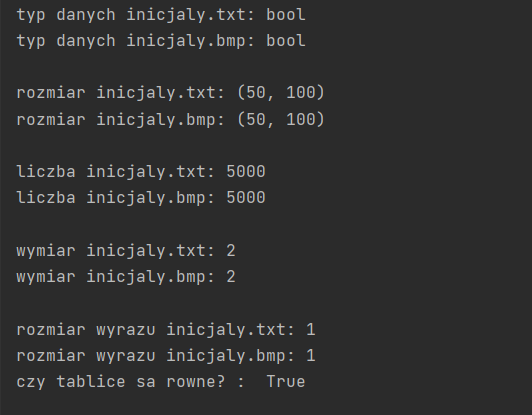 typ danych inicjaly.txt: bool
typ danych inicjaly.bmp: bool
rozmiar inicjaly.txt: (50, 100)
rozmiar inicjaly.bmp: (50, 100)
liczba inicjaly.txt: 5000
liczba inicjaly.bmp: 5000
wymiar inicjaly.txt: 2
wymiar inicjaly.bmp: 2
rozmiar wyrazu inicjaly.txt: 1
rozmiar wyrazu inicjaly.bmp: 1
czy tablice sa rowne? :  True